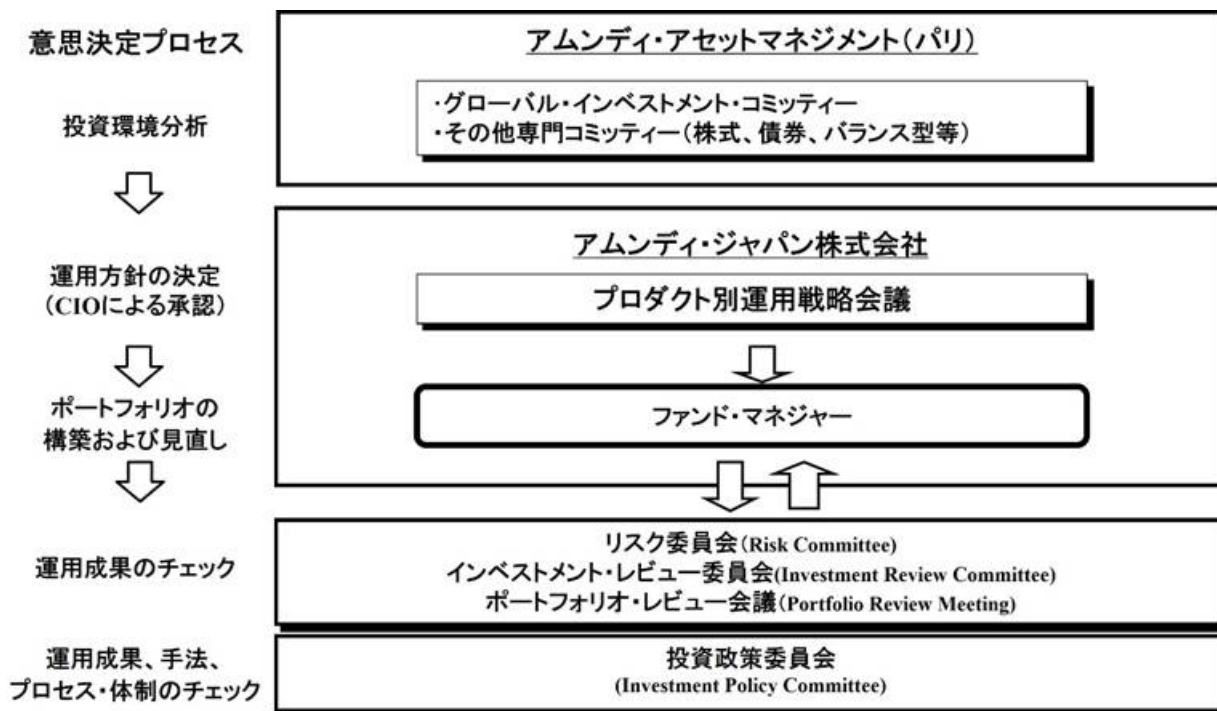 意思決定プロセス
アムンディ・アセットマネジメント(パリ)
投資環境分析
・グローバル・インベストメント・コミッティー
・その他専門コミッティー(株式、債券、バランス型等)
アムンディ・ジャパン株式会社
運用方針の決定
(CIOによる承認)
プロダクト別運用戦略会議
ポートフォリオの
構築および見直し
ファンド・マネジャー
運用成果のチェック
リスク委員会(Risk Committee)
インベストメント・レビュー委員会(Investment Review Committee)
ポートフォリオ・レビュー会議(Portfolio Review Meeting)
運用成果、手法、
プロセス・体制のチェック
投資政策委員会
(Investment Policy Committee)